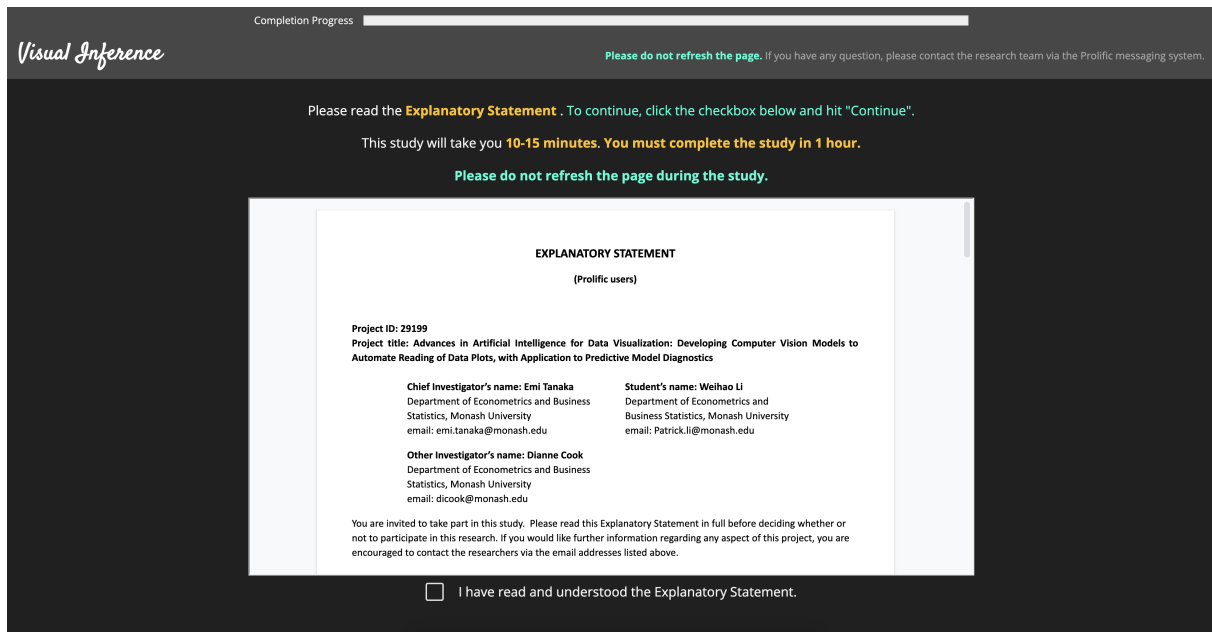 Completion Progress
Visual Inference
Please do not refresh the page. If you have any question, please contact the research team via the Prolific messaging system.
Please read the Explanatory Statement . To continue, click the checkbox below and hit "Continue".
This study will take you 10-15 minutes. You must complete the study in 1 hour.
Please do not refresh the page during the study.
EXPLANATORY STATEMENT
(Prolific users)
Project ID: 29199
Project title: Advances in Artificial Intelligence for Data Visualization: Developing Computer Vision Models to
Automate Reading of Data Plots, with Application to Predictive Model Diagnostics
Chief Investigator's name: Emi Tanaka
Department of Econometrics and Business
Statistics, Monash University
email: emi.tanaka@monash.edu
Student's name: Weihao Li
Department of Econometrics and
Business Statistics, Monash University
email: Patrick.li@monash.edu
Other Investigator's name: Dianne Cook
Department of Econometrics and Business
Statistics, Monash University
email: dicook@monash.edu
You are invited to take part in this study.  Please read this Explanatory Statement in full before deciding whether or
not to participate in this research. If you would like further information regarding any aspect of this project, you are
encouraged to contact the researchers via the email addresses listed above.
I have read and understood the Explanatory Statement.